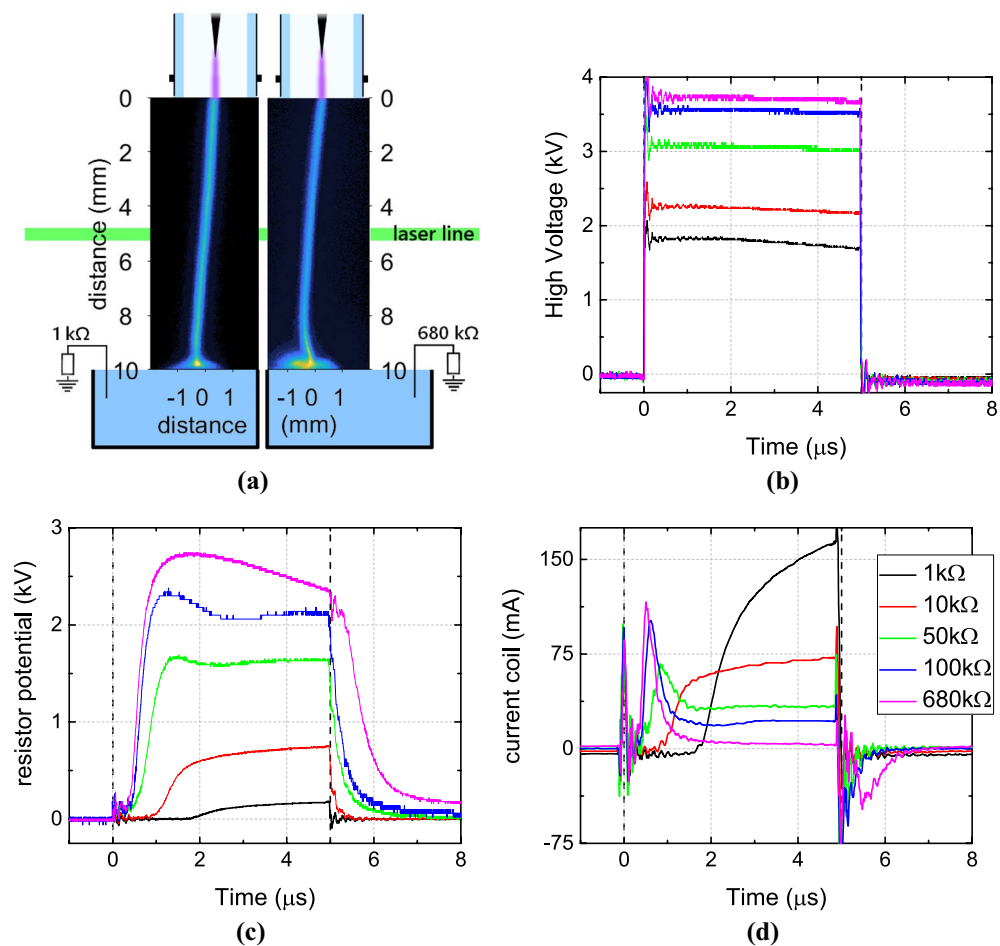 0
2
4
6
8
10
distance (mm)
0
2
4
6
8
10
laser line
1 kΩ
680 kΩ
-1 0 1
distance
-1 0 1
(mm)
(a)
4
3
2
1
0
High Voltage (kV)
0 2 4 6 8
Time (μs)
(b)
3
2
1
0
resistor potential (kV)
0 2 4 6 8
Time (μs)
(c)
150
75
0
-75
current coil (mA)
1kΩ
10kΩ
50kΩ
100kΩ
680kΩ
0 2 4 6 8
Time (μs)
(d)